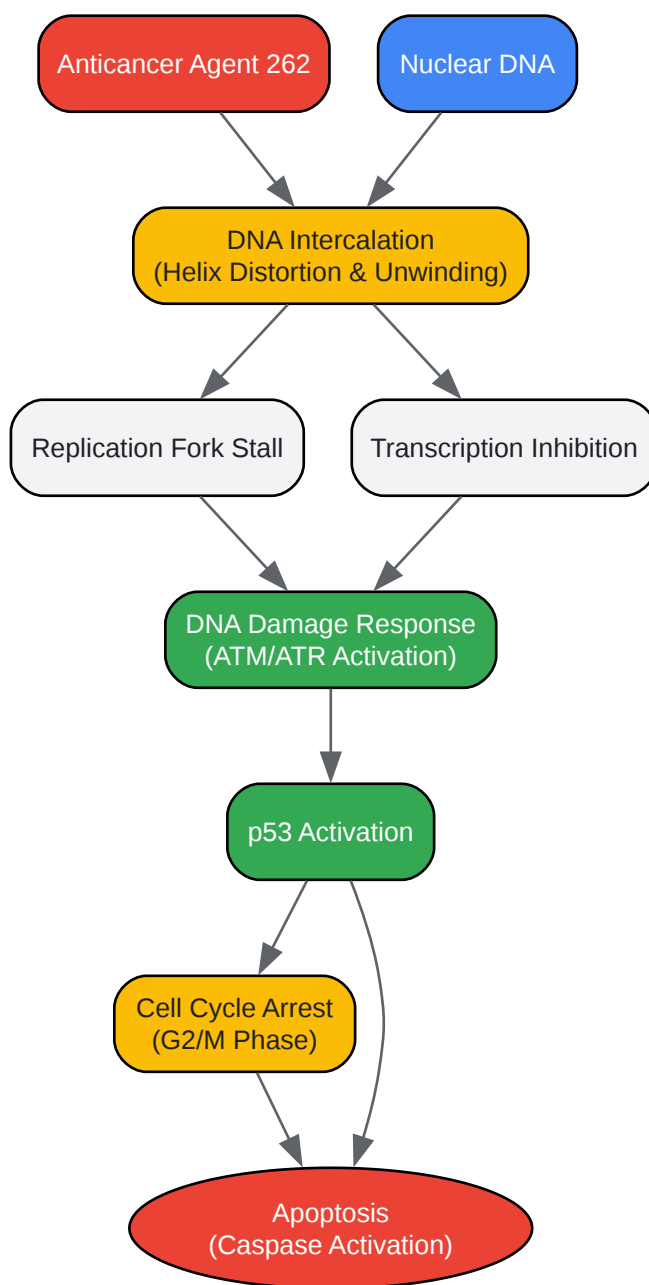 Anticancer Agent 262
Nuclear DNA
DNA Intercalation
(Helix Distortion & Unwinding)
Replication Fork Stall
Transcription Inhibition
DNA Damage Response
(ATM/ATR Activation)
p53 Activation
Cell Cycle Arrest
(G2/M Phase)
Apoptosis
(Caspase Activation)